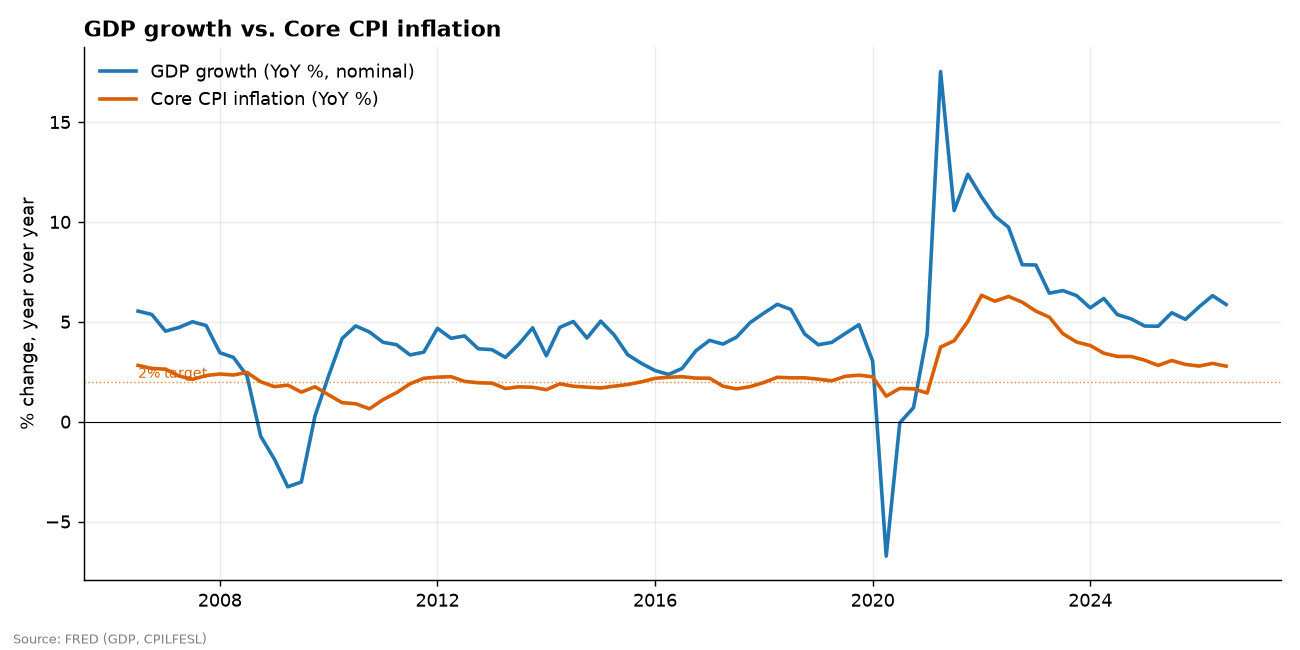 GDP growth vs. Core CPI inflation
GDP growth (YoY %, nominal)
Core CPI inflation (YoY %)
% change, year over year
15
10
5
0
−5
2% target
2008
2012
2016
2020
2024
Source: FRED (GDP, CPILFESL)